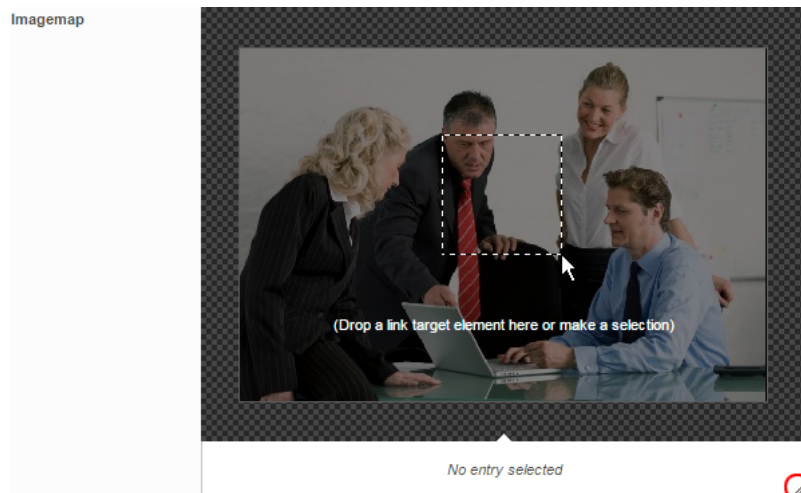 Imagemap
(Drop a link target element here or make a selection)
No entry selected